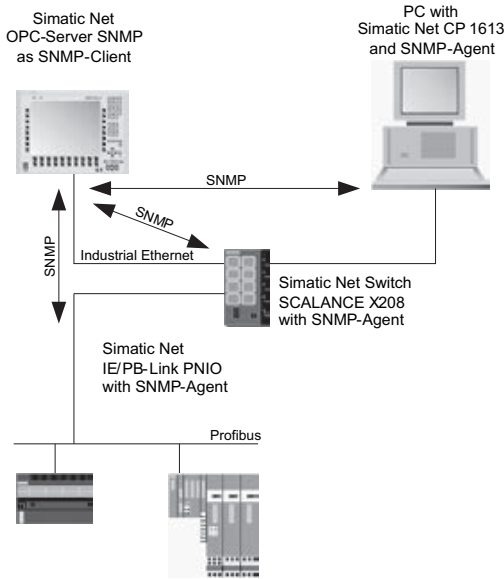 Simatic Net
OPC-Server SNMP
as SNMP-Client
PC with
Simatic Net CP 1613
and SNMP-Agent
SNMP
SNMP
SNMP
Industrial Ethernet
Simatic Net Switch
SCALANCE X208
with SNMP-Agent
Simatic Net
IE/PB-Link PNIO
with SNMP-Agent
Profibus